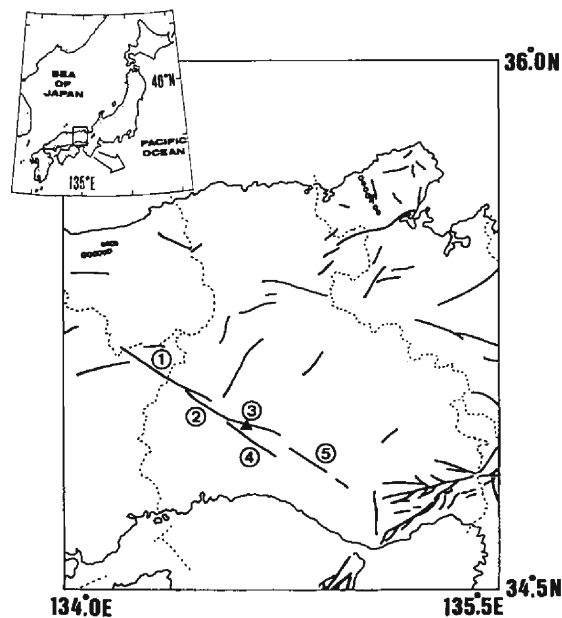 36.0N
SEA
OF
JAPAN
40°N
PACIFIC
OCEAN
135°E
①
②
③
④
⑤
34.5N
134.0E
135.5E